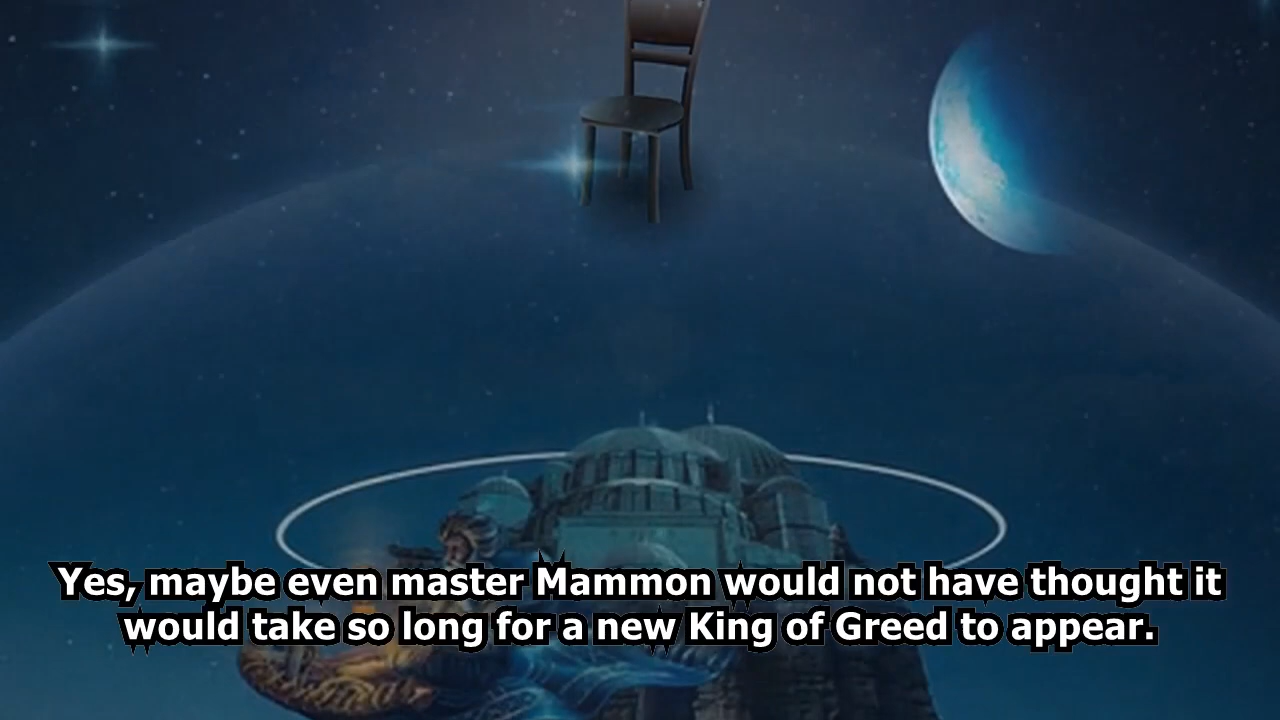 Yes, maybe even master Mammon would not have thought it
would take so long for a new King of Greed to appear.